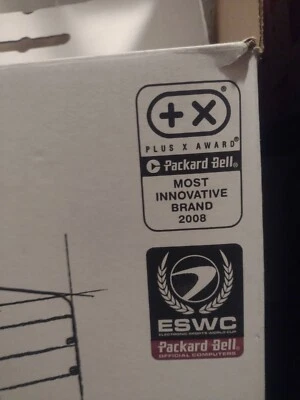 + X
PLUS X AWARD®
Packard Bell®
MOST
INNOVATIVE
BRAND
2008
ESWC
ELECTRONIC SPORTS WORLD CUP
Packard Bell®
OFFICIAL COMPUTERS